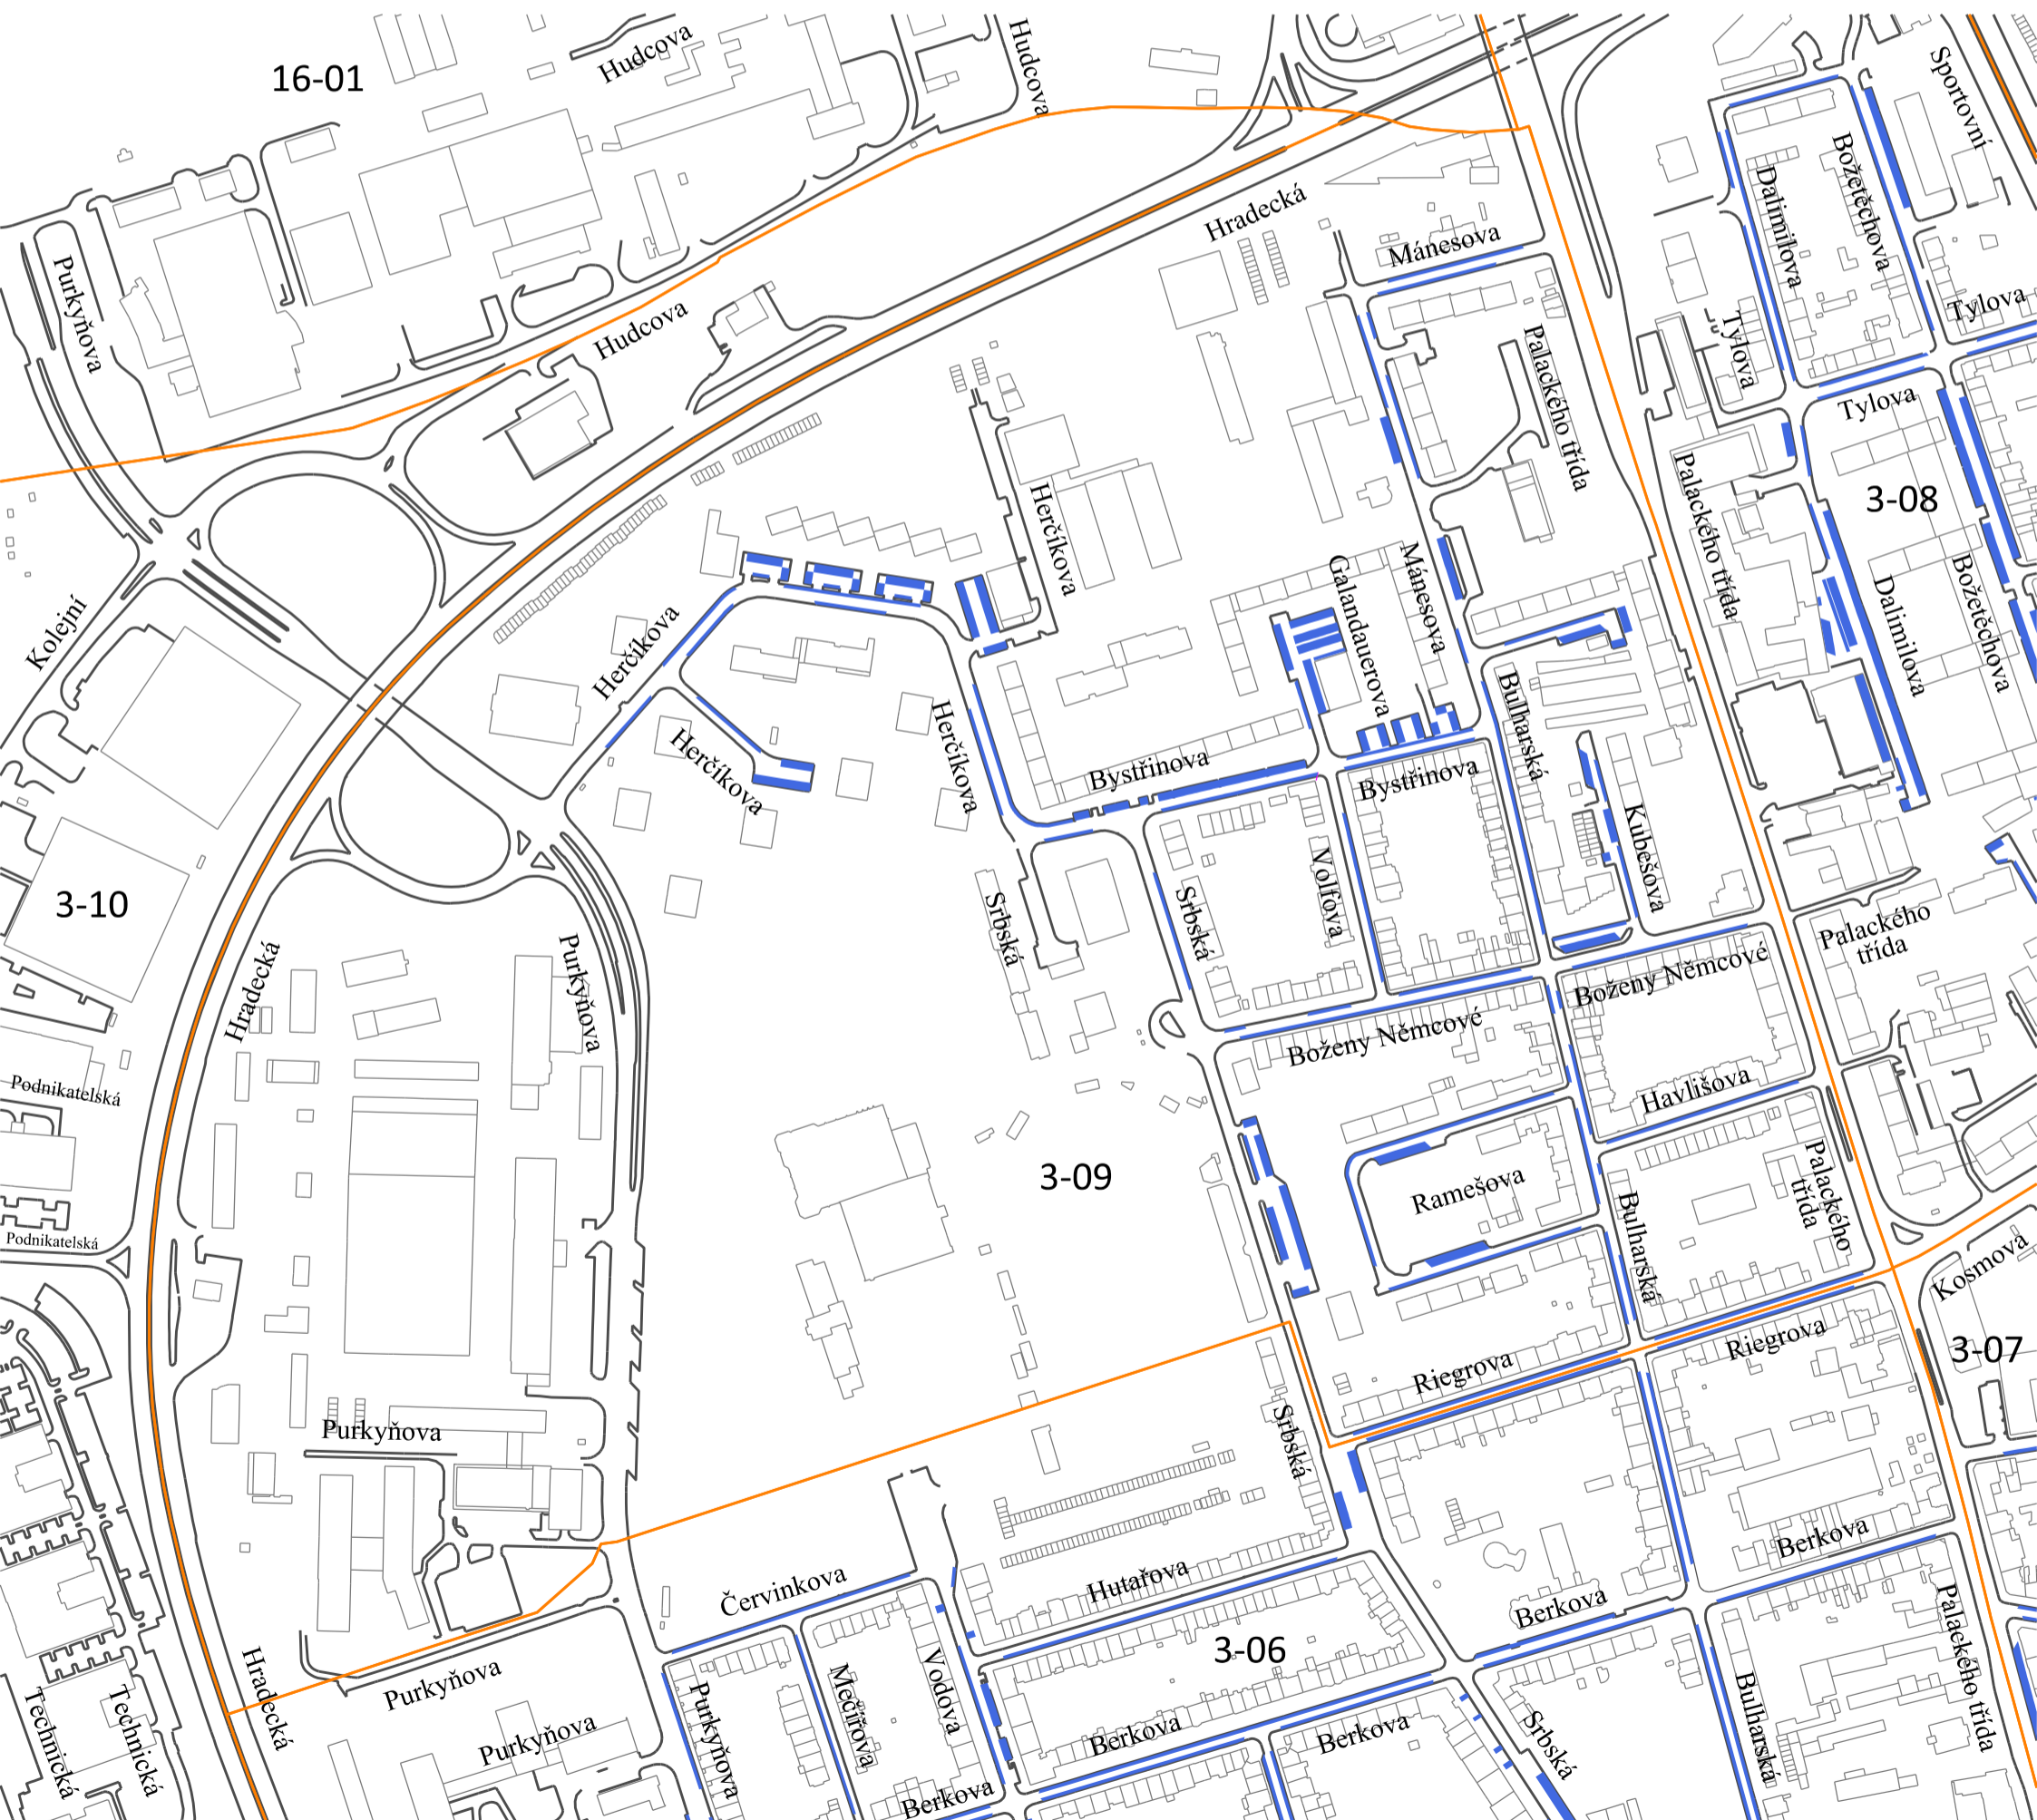 Hudcova
Hudcova
16-01
Sportovní
Božetěchova
Dalimilova
Hradecká
Mánesova
Purkyňova
Hudcova
Tylova
Tylova
Palackého třída
Tylova
Palackého třída
3-08
Herčíkova
Galandauerova
Mánesova
Božetěchova
Dalimilova
Kolejní
Herčíkova
Bulharská
Herčíkova
Herčíkova
Bystřinova
Bystřinova
Kubešova
Volfova
Srbská
Srbská
3-10
Palackého
třída
Hradecká
Purkyňova
Boženy Němcové
Boženy Němcové
Podnikatelská
Havlišova
3-09
Ramešova
Palackého
třída
Bulharská
Podnikatelská
Kosmova
Riegrova
3-07
Riegrova
Srbská
Purkyňova
Berkova
Hutařova
Červinkova
Berkova
3-06
Palackého třída
Hradecká
Purkyňova
Vodova
Mečířova
Purkyňova
Bulharská
Technická
Technická
Purkyňova
Berkova
Berkova
Srbská
Berkova